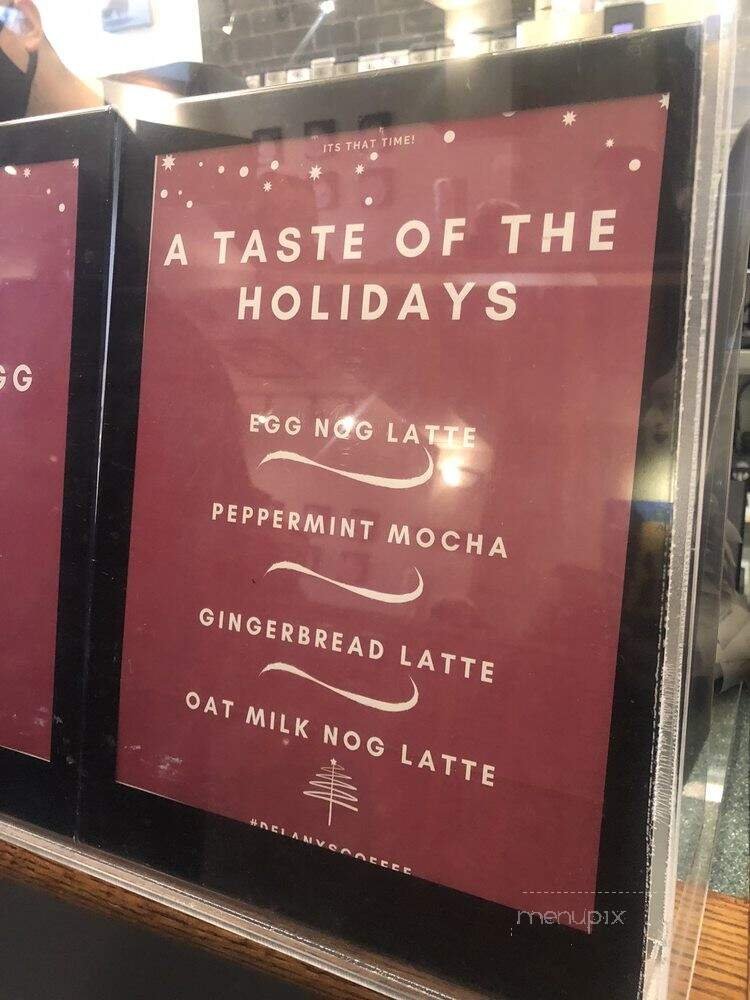 ITS THAT TIME!
A TASTE OF THE
HOLIDAYS
GG
EGG NOG LATTE
PEPPERMINT MOCHA
GINGERBREAD LATTE
OAT MILK NOG LATTE
#DELANYSCOFFEE
menupix